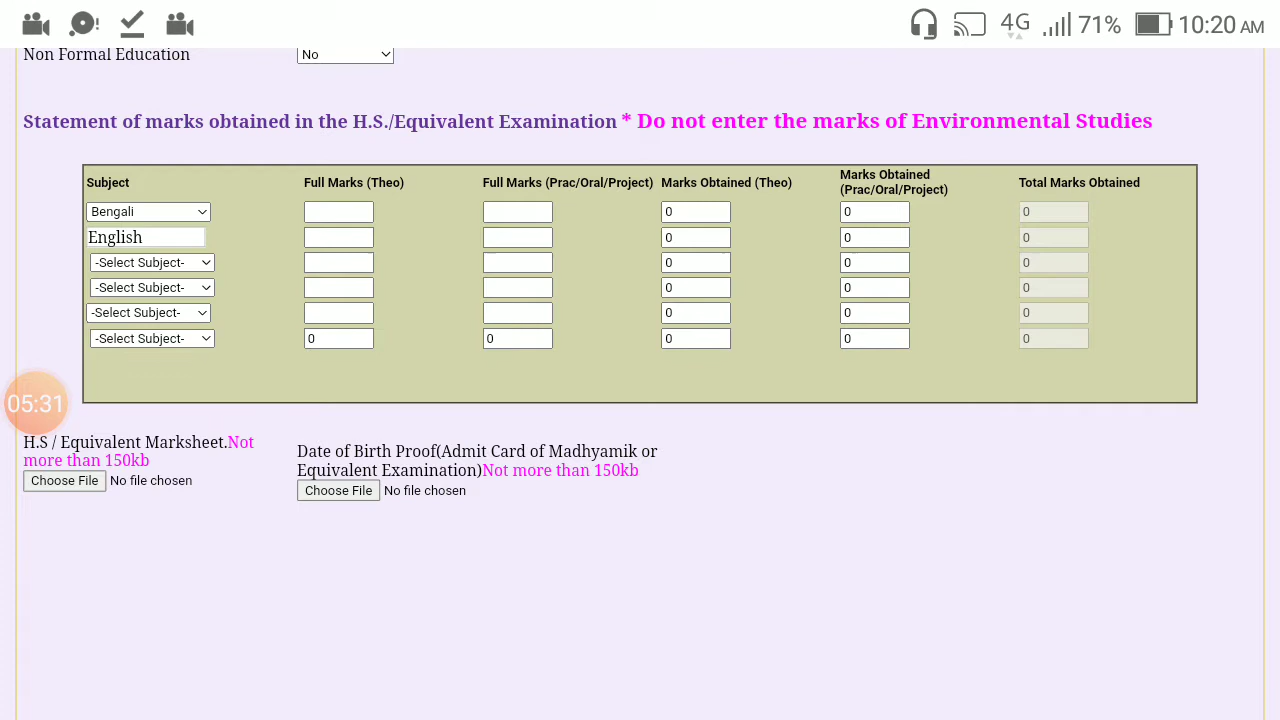 4G 71% 10:20 AM
Non Formal Education No
Statement of marks obtained in the H.S./Equivalent Examination * Do not enter the marks of Environmental Studies
Subject Full Marks (Theo) Full Marks (Prac/Oral/Project) Marks Obtained (Theo) Marks Obtained (Prac/Oral/Project) Total Marks Obtained
Bengali 0 0 0
English 0 0 0
-Select Subject- 0 0 0
-Select Subject- 0 0 0
-Select Subject- 0 0 0
-Select Subject- 0 0 0 0 0
05:31
H.S / Equivalent Marksheet.Not
more than 150kb
Choose File No file chosen
Date of Birth Proof(Admit Card of Madhyamik or
Equivalent Examination)Not more than 150kb
Choose File No file chosen